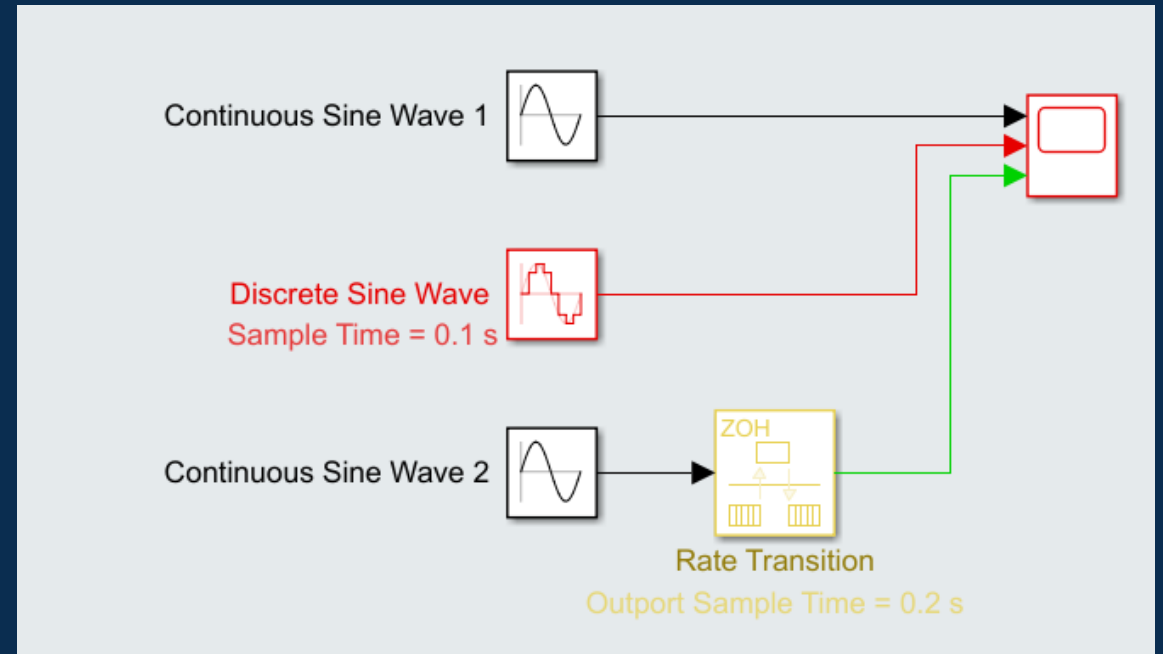 Continuous Sine Wave 1
Discrete Sine Wave
Sample Time = 0.1 s
Continuous Sine Wave 2
ZOH
Rate Transition
Outport Sample Time = 0.2 s